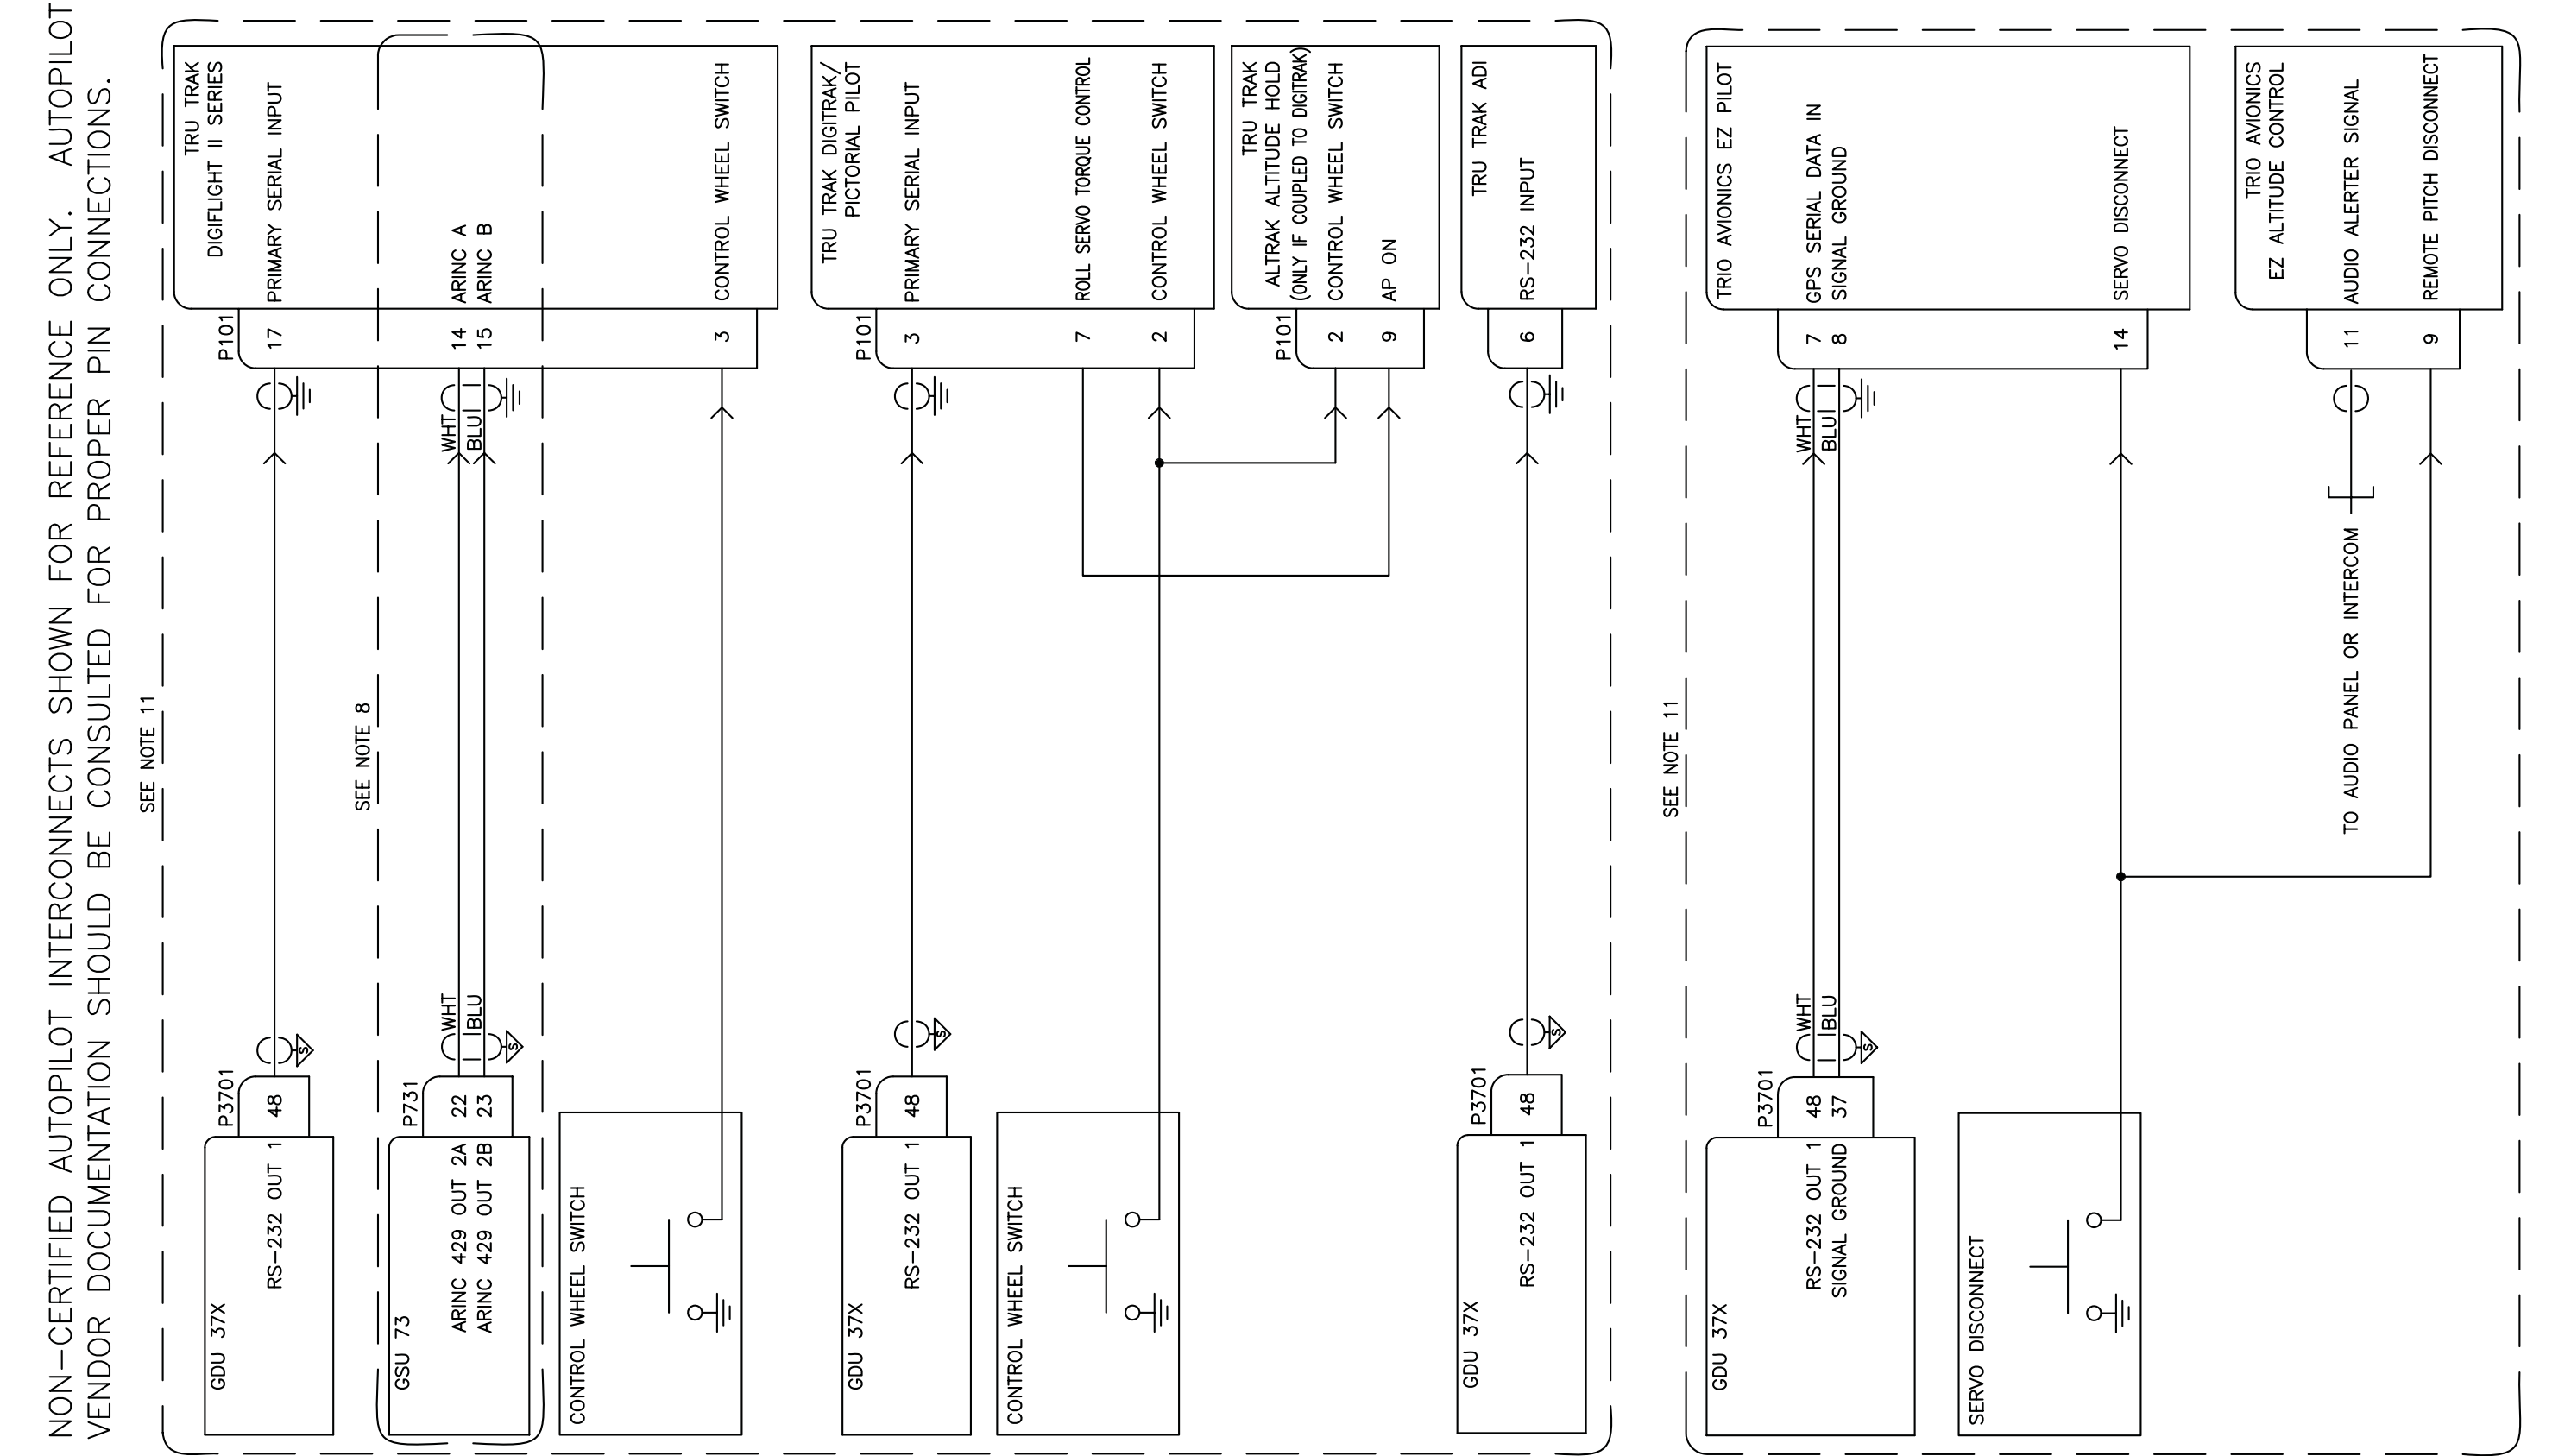 NON-CERTIFIED AUTOPILOT INTERCONNECTS SHOWN FOR REFERENCE ONLY. AUTOPILOT
VENDOR DOCUMENTATION SHOULD BE CONSULTED FOR PROPER PIN CONNECTIONS.
SEE NOTE 11
GDU 37X
P3701
RS-232 OUT 1
48
S
TRU TRAK
DIGIFLIGHT II SERIES
P101
17
PRIMARY SERIAL INPUT
SEE NOTE 8
GSU 73
P731
ARINC 429 OUT 2A
22
WHT
WHT
14
ARINC A
ARINC 429 OUT 2B
23
BLU
BLU
15
ARINC B
S
CONTROL WHEEL SWITCH
3
CONTROL WHEEL SWITCH
GDU 37X
P3701
RS-232 OUT 1
48
S
TRU TRAK DIGITRAK/
PICTORIAL PILOT
P101
3
PRIMARY SERIAL INPUT
7
ROLL SERVO TORQUE CONTROL
CONTROL WHEEL SWITCH
2
CONTROL WHEEL SWITCH
TRU TRAK
ALTRAK ALTITUDE HOLD
(ONLY IF COUPLED TO DIGITRAK)
P101
2
CONTROL WHEEL SWITCH
9
AP ON
GDU 37X
P3701
RS-232 OUT 1
48
S
TRU TRAK ADI
6
RS-232 INPUT
SEE NOTE 11
GDU 37X
P3701
RS-232 OUT 1
48
WHT
WHT
7
GPS SERIAL DATA IN
SIGNAL GROUND
37
BLU
BLU
8
SIGNAL GROUND
S
TRIO AVIONICS EZ PILOT
SERVO DISCONNECT
14
SERVO DISCONNECT
TRIO AVIONICS
EZ ALTITUDE CONTROL
TO AUDIO PANEL OR INTERCOM
11
AUDIO ALERTER SIGNAL
9
REMOTE PITCH DISCONNECT